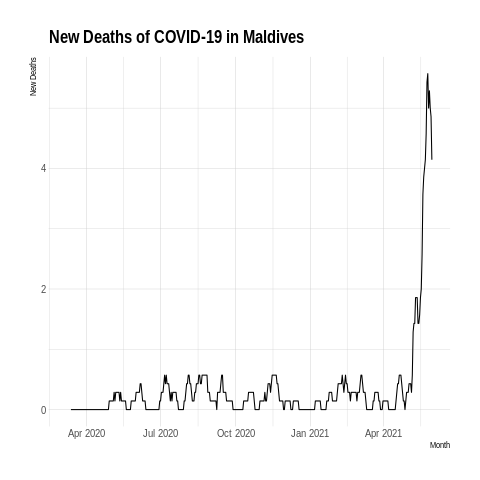 New Deaths of COVID-19 in Maldives
New Deaths
4
2
0
Apr 2020 Jul 2020 Oct 2020 Jan 2021 Apr 2021
Month